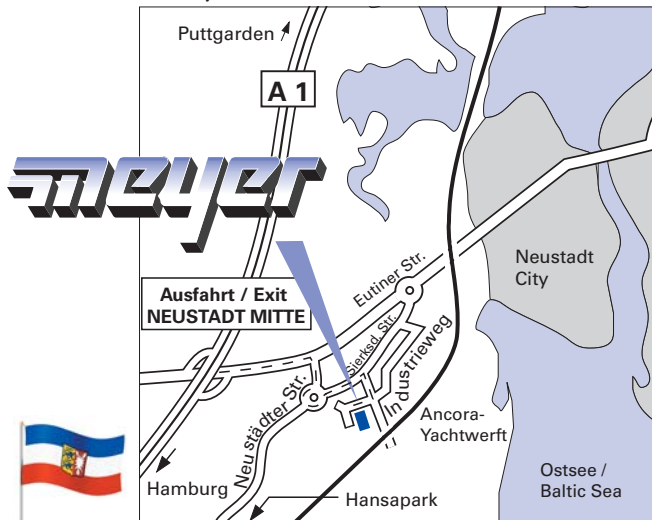 Puttgarden
A 1
meyer
Ausfahrt / Exit
NEUSTADT MITTE
Eutiner Str.
Sierksd. Str.
Industrieweg
Neustädter Str.
Neustadt
City
Ancora-
Yachtwerft
Ostsee /
Baltic Sea
Hamburg
Hansapark